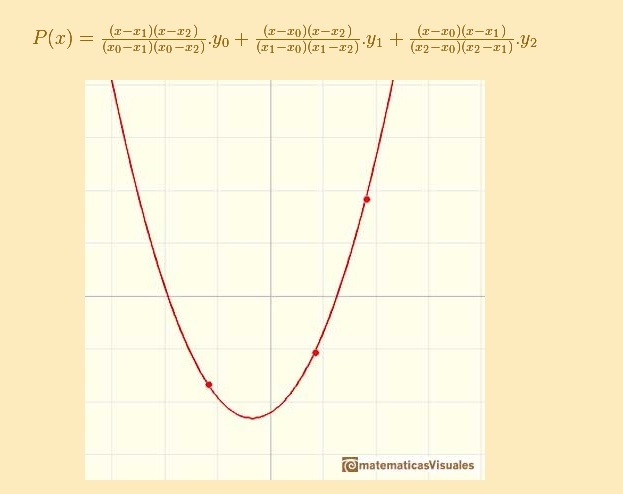 P(x) = (x−x₁)(x−x₂)/(x₀−x₁)(x₀−x₂).y₀ + (x−x₀)(x−x₂)/(x₁−x₀)(x₁−x₂).y₁ + (x−x₀)(x−x₁)/(x₂−x₀)(x₂−x₁).y₂
matematicasVisuales